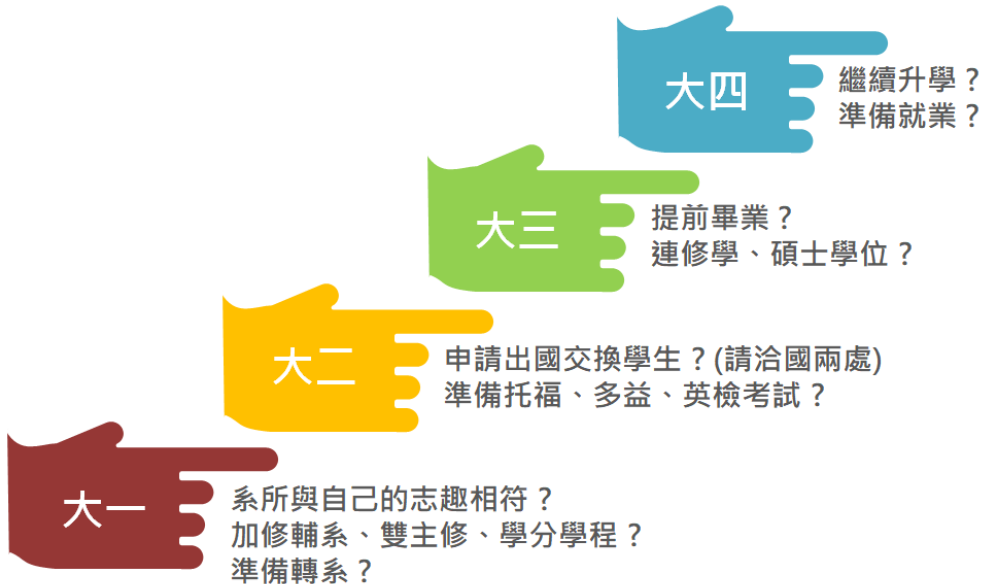 大四
繼續升學？
準備就業？
大三
提前畢業？
連修學、碩士學位？
大二
申請出國交換學生？(請洽國兩處)
準備托福、多益、英檢考試？
大一
系所與自己的志趣相符？
加修輔系、雙主修、學分學程？
準備轉系？